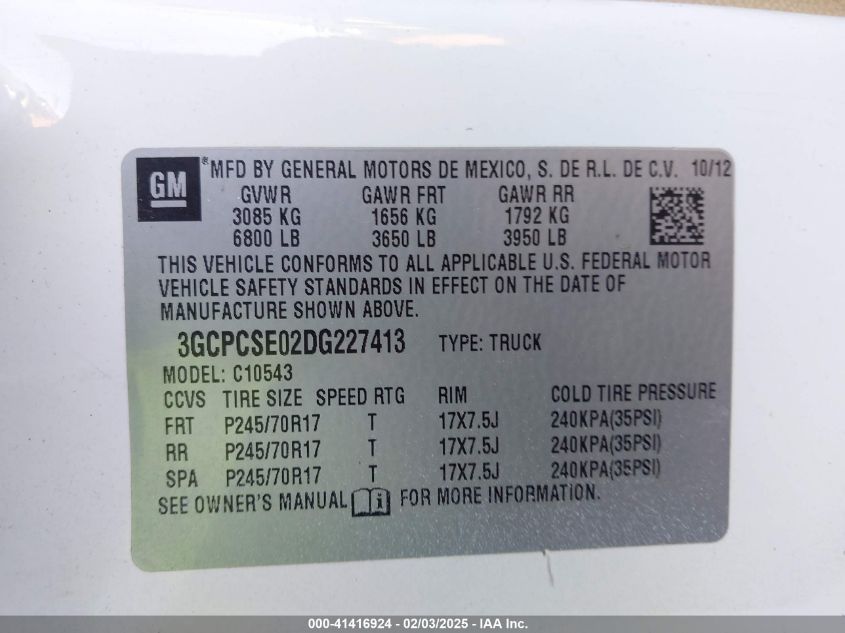 GM ® MFD BY GENERAL MOTORS DE MEXICO, S. DE R.L. DE C.V. 10/12
GVWR GAWR FRT GAWR RR
3085 KG 1656 KG 1792 KG
6800 LB 3650 LB 3950 LB
THIS VEHICLE CONFORMS TO ALL APPLICABLE U.S. FEDERAL MOTOR
VEHICLE SAFETY STANDARDS IN EFFECT ON THE DATE OF
MANUFACTURE SHOWN ABOVE.
3GCPCSE02DG227413 TYPE: TRUCK
MODEL: C10543
CCVS TIRE SIZE SPEED RTG RIM COLD TIRE PRESSURE
FRT P245/70R17 T 17X7.5J 240KPA(35PSI)
RR P245/70R17 T 17X7.5J 240KPA(35PSI)
SPA P245/70R17 T 17X7.5J 240KPA(35PSI)
SEE OWNER'S MANUAL i FOR MORE INFORMATION.
000-41416924 - 02/03/2025 - IAA Inc.